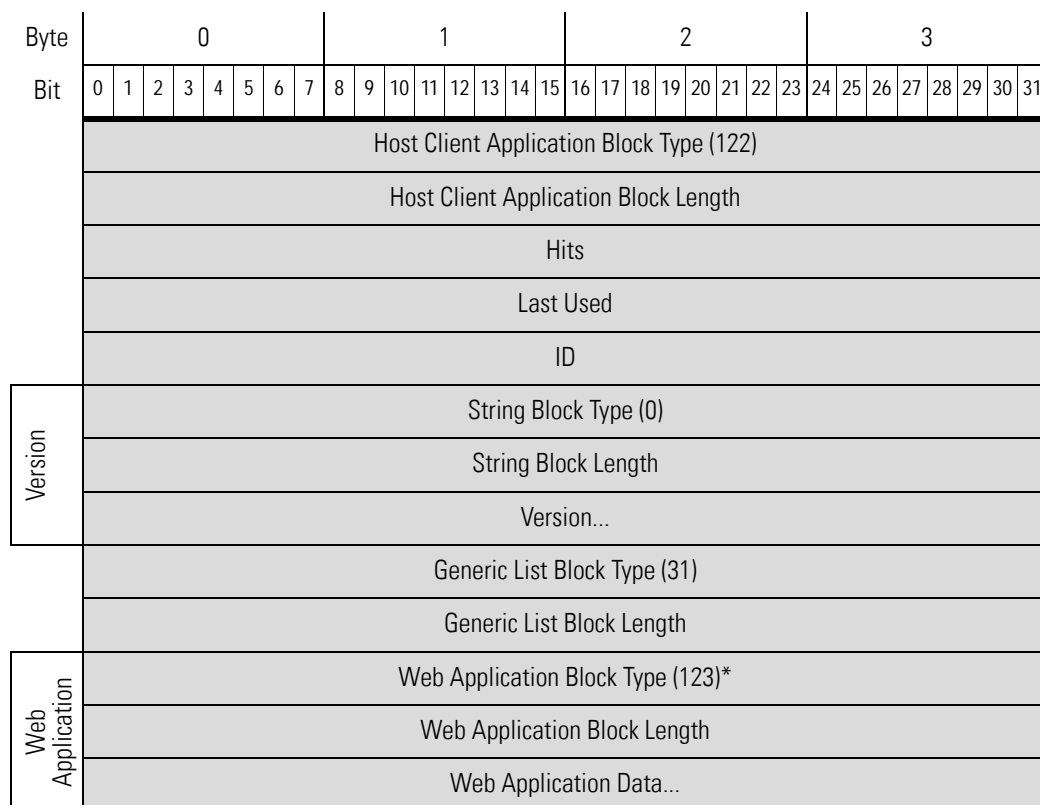 Byte 0 1 2 3
Bit 0 1 2 3 4 5 6 7 8 9 10 11 12 13 14 15 16 17 18 19 20 21 22 23 24 25 26 27 28 29 30 31
Host Client Application Block Type (122)
Host Client Application Block Length
Hits
Last Used
ID
Version
String Block Type (0)
String Block Length
Version...
Generic List Block Type (31)
Generic List Block Length
Web
Application
Web Application Block Type (123)*
Web Application Block Length
Web Application Data...